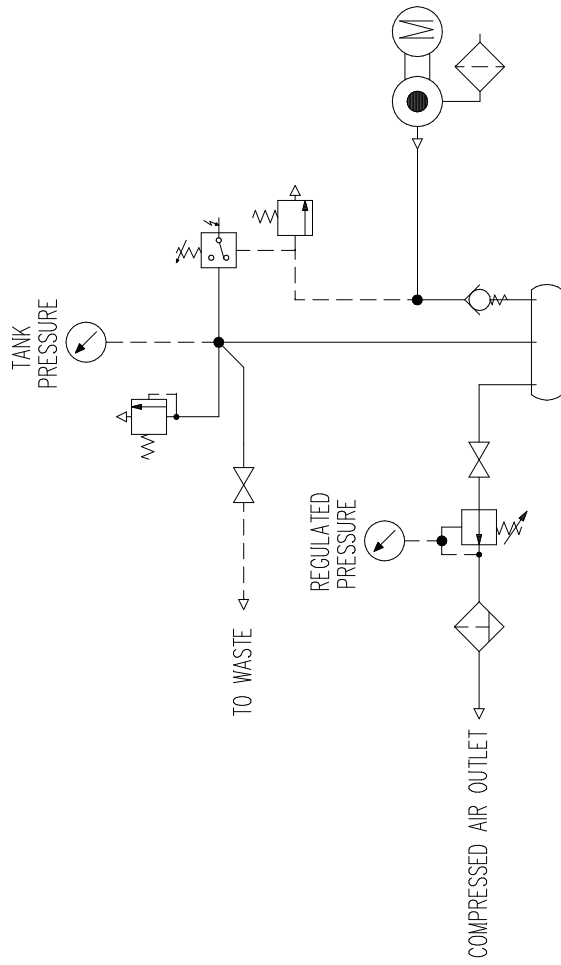 M
TANK
PRESSURE
REGULATED
PRESSURE
TO WASTE
COMPRESSED AIR OUTLET